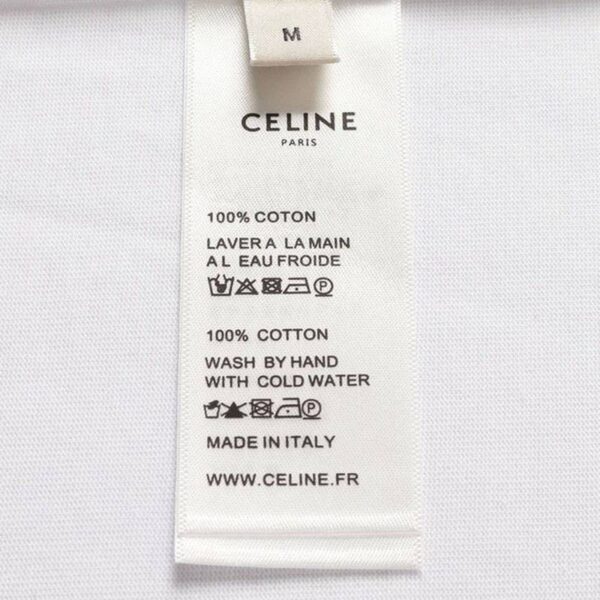 M
CELINE
PARIS
100% COTON
LAVER A LA MAIN
A L EAU FROIDE
P
100% COTTON
WASH BY HAND
WITH COLD WATER
P
MADE IN ITALY
WWW.CELINE.FR